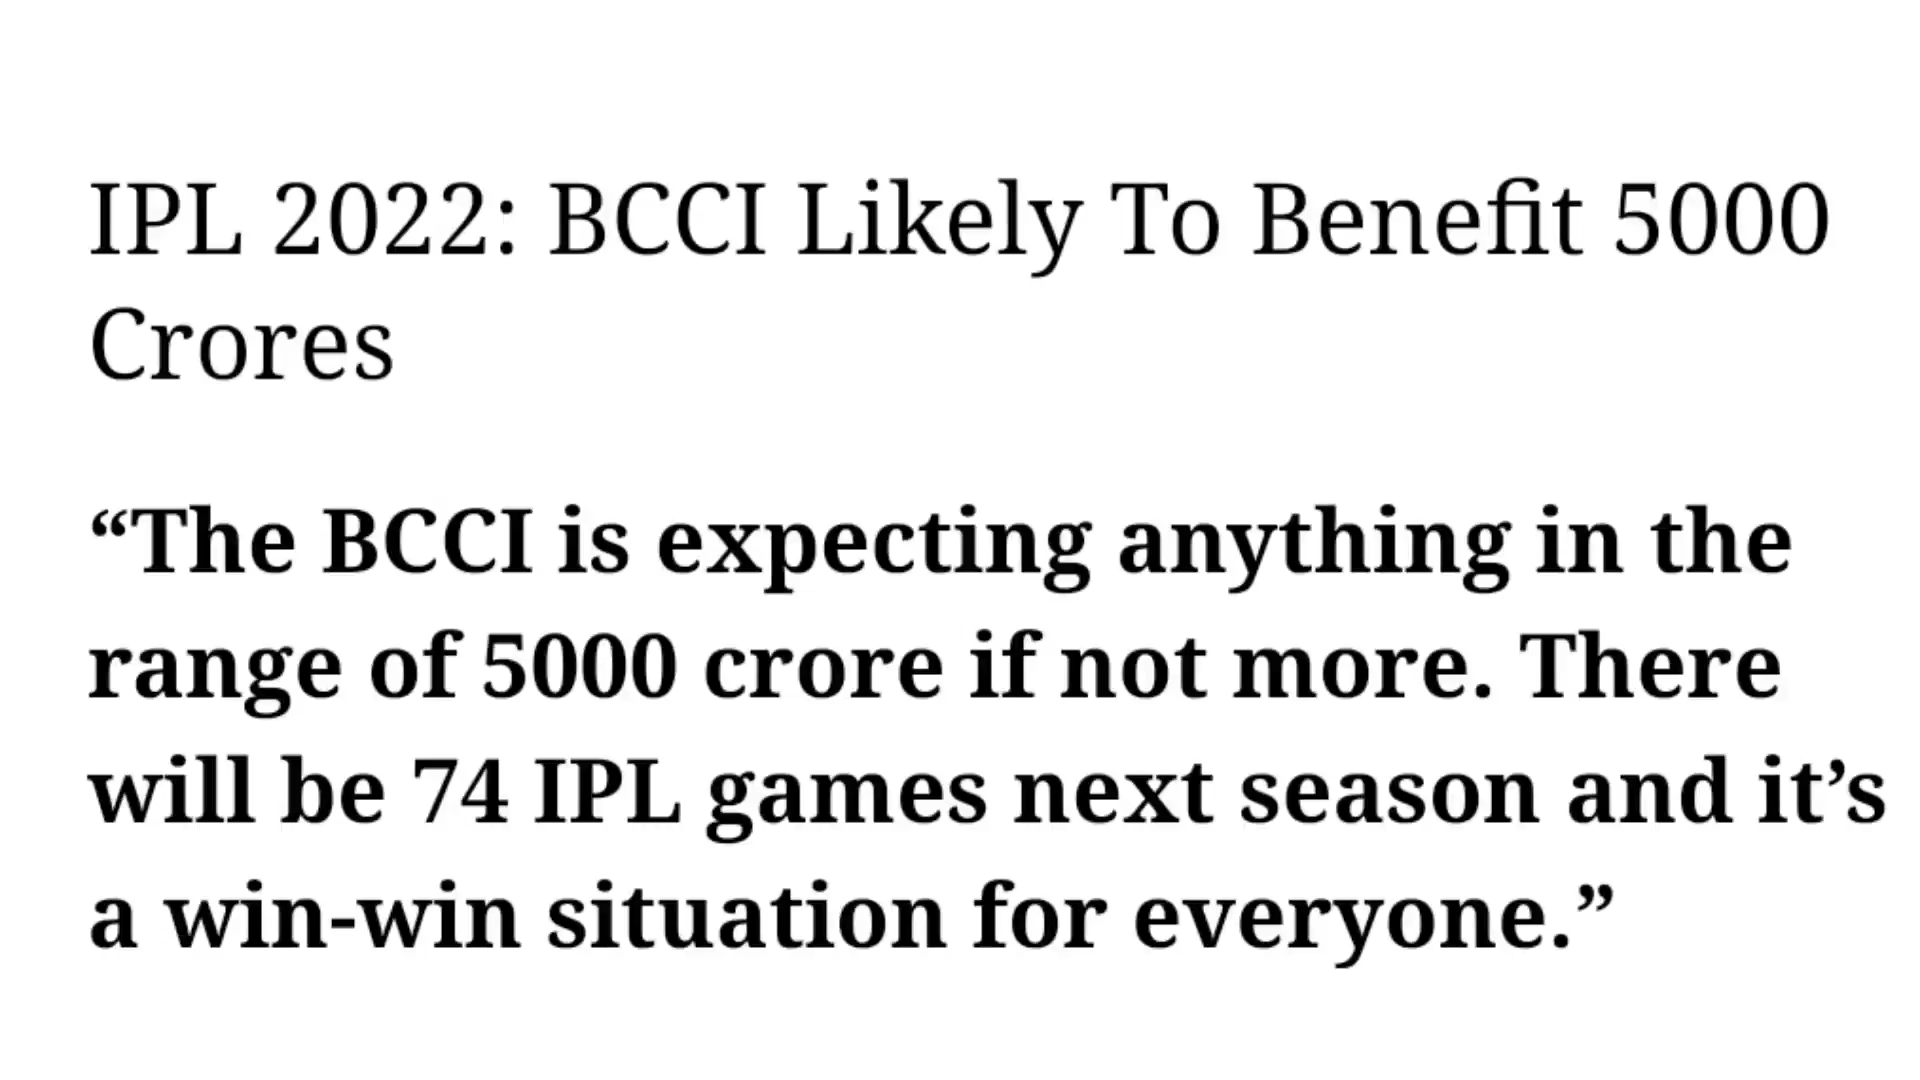 IPL 2022: BCCI Likely To Benefit 5000
Crores
“The BCCI is expecting anything in the
range of 5000 crore if not more. There
will be 74 IPL games next season and it’s
a win-win situation for everyone.”